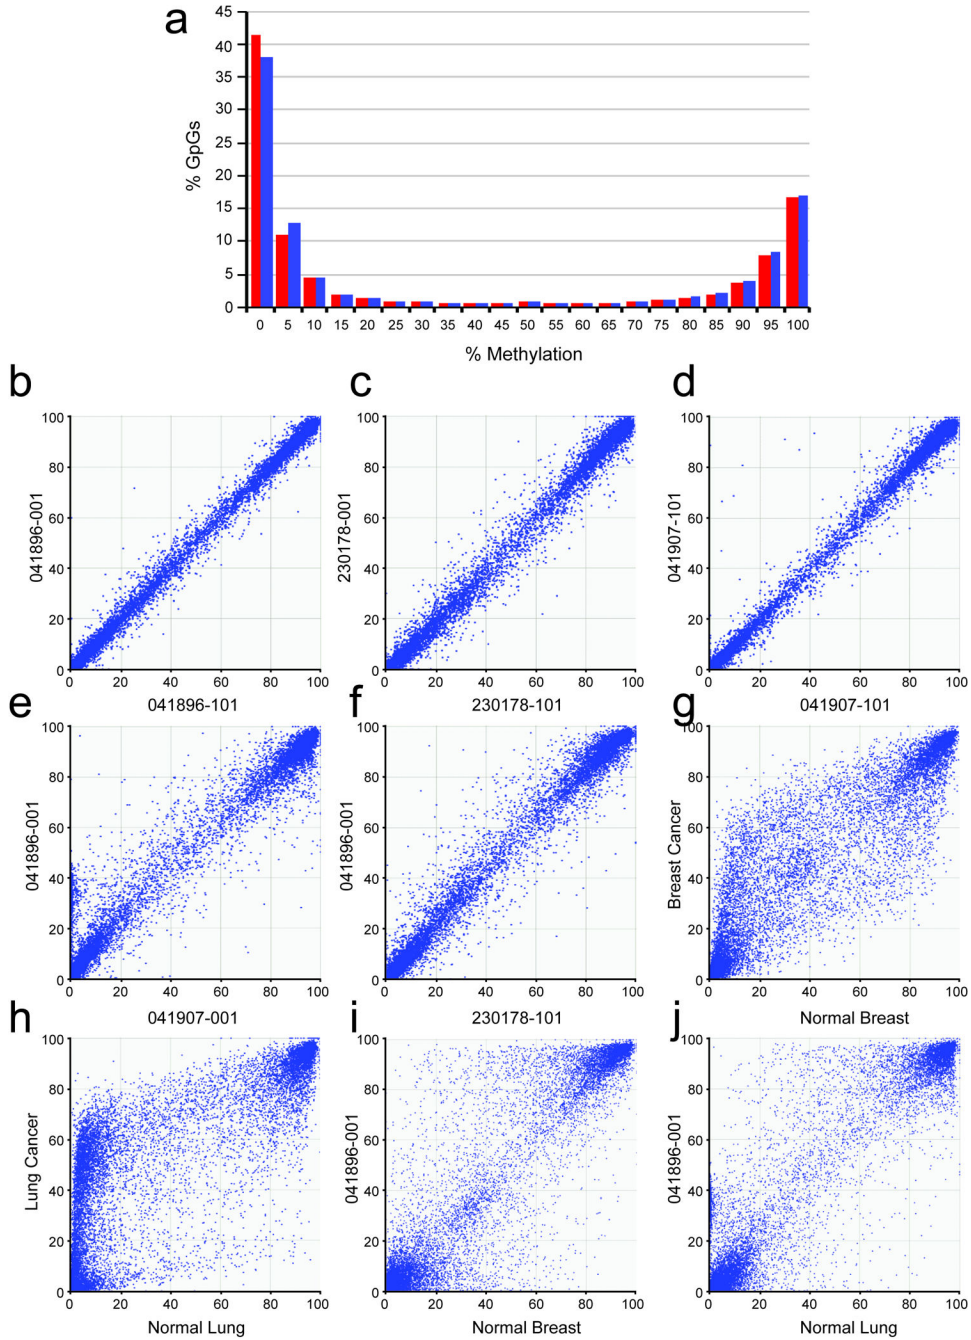 a
45
40
35
30
25
20
15
10
5
0
% GpGs
0 5 10 15 20 25 30 35 40 45 50 55 60 65 70 75 80 85 90 95 100
% Methylation
b c d
100 100 100
80 80 80
60 60 60
40 40 40
20 20 20
0 0 0
041896-001 230178-001 041907-101
0 20 40 60 80 100 0 20 40 60 80 100 0 20 40 60 80 100
041896-101 230178-101 041907-101
e f g
100 100 100
80 80 80
60 60 60
40 40 40
20 20 20
0 0 0
041896-001 041896-001 Breast Cancer
0 20 40 60 80 100 0 20 40 60 80 100 0 20 40 60 80 100
041907-001 230178-101 Normal Breast
h i j
100 100 100
80 80 80
60 60 60
40 40 40
20 20 20
0 0 0
Lung Cancer 041896-001 041896-001
0 20 40 60 80 100 0 20 40 60 80 100 0 20 40 60 80 100
Normal Lung Normal Breast Normal Lung